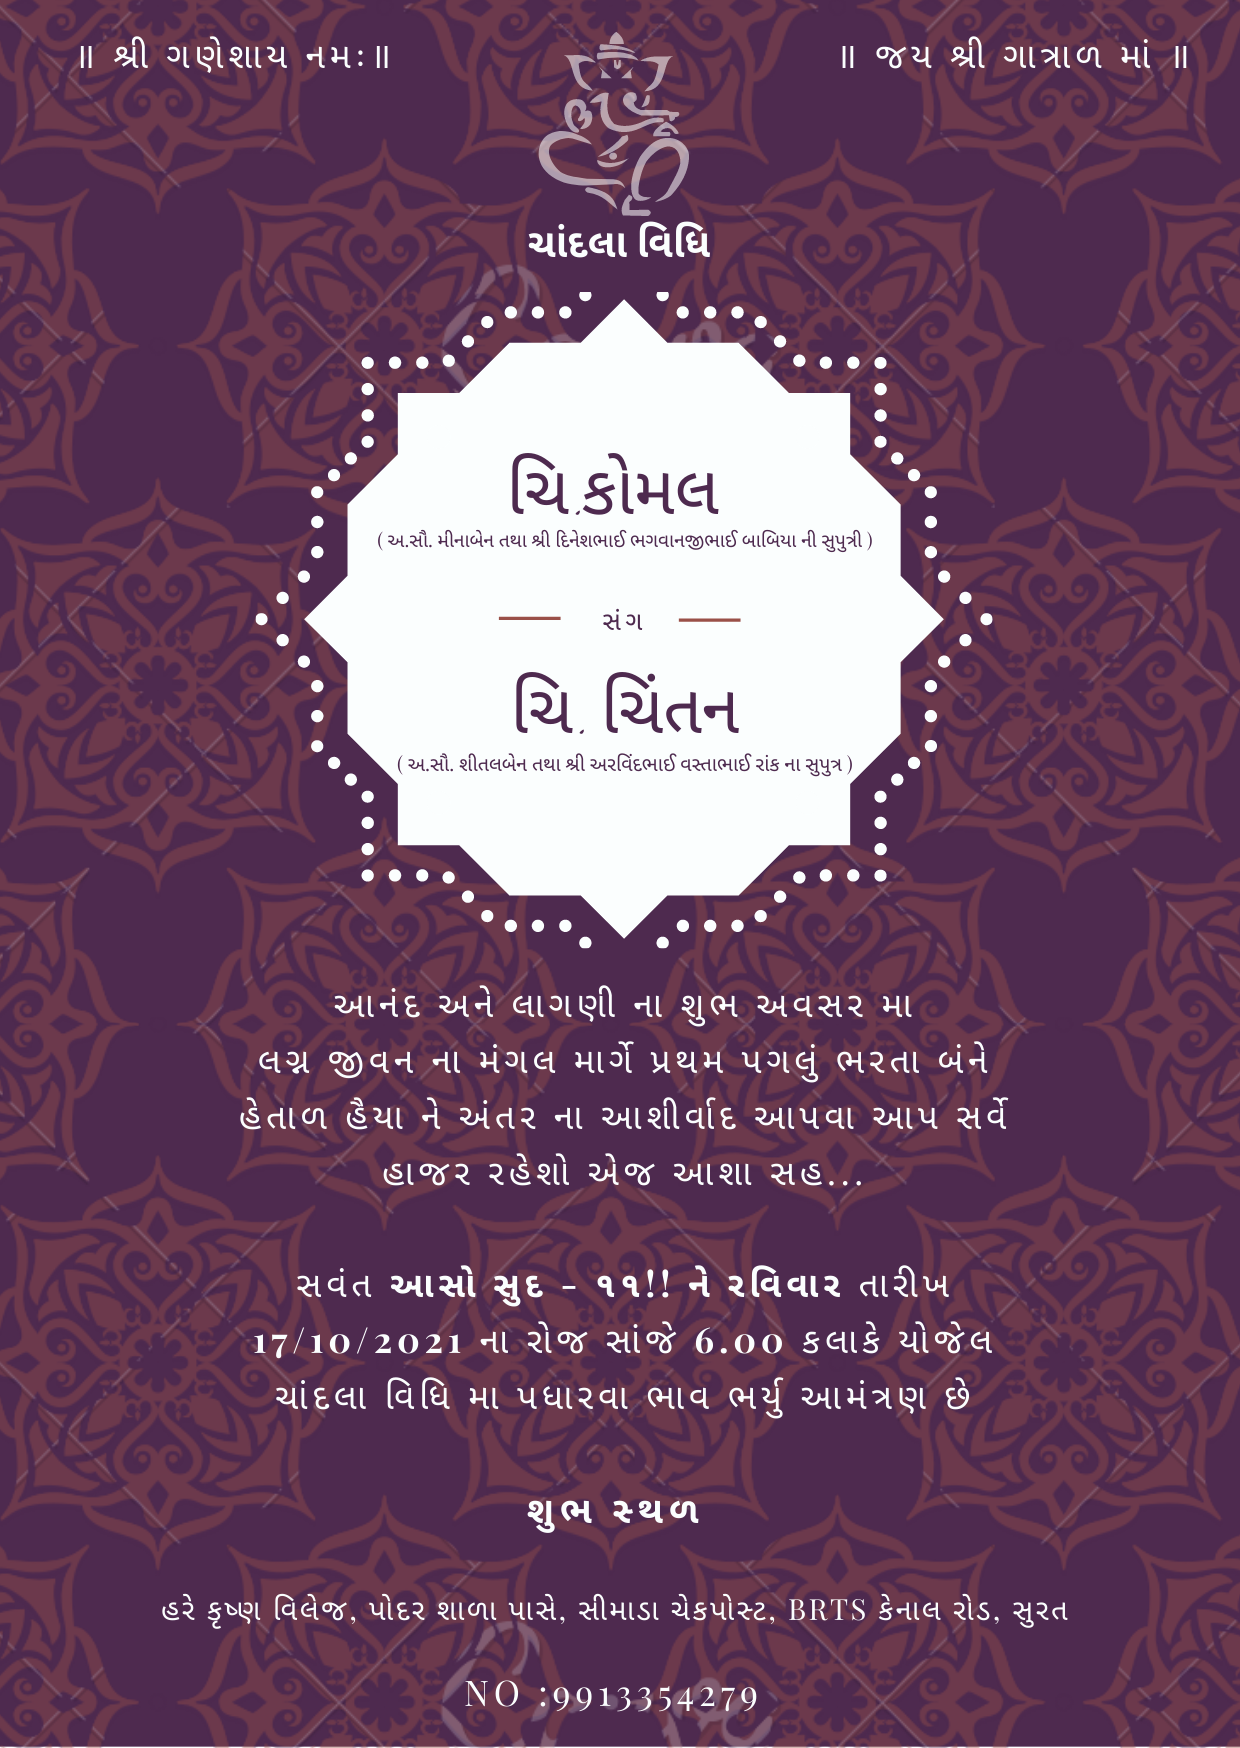 ॥ શ્રી ગણેશાય નમઃ॥
॥ જય શ્રી ગાત્રાળ માં ॥
ચાંદલા વિધિ
ચિ.કોમલ
( અ.સૌ. મીનાબેન તથા શ્રી દિનેશભાઈ ભગવાનજીભાઈ બાબિયા ની સુપુત્રી )
સંગ
ચિ. ચિંતન
( અ.સૌ. શીતલબેન તથા શ્રી અરવિંદભાઈ વસ્તાભાઈ રાંક ના સુપુત્ર )
આનંદ અને લાગણી ના શુભ અવસર મા
લગ્ન જીવન ના મંગલ માર્ગે પ્રથમ પગલું ભરતા બંને
હેતાળ હૈયા ને અંતર ના આશીર્વાદ આપવા આપ સર્વે
હાજર રહેશો એજ આશા સહ...
સવંત આસો સુદ - ૧૧!! ને રવિવાર તારીખ
17/10/2021 ના રોજ સાંજે 6.00 કલાકે યોજેલ
ચાંદલા વિધિ મા પધારવા ભાવ ભર્યુ આમંત્રણ છે
શુભ સ્થળ
હરે કૃષ્ણ વિલેજ, પોદર શાળા પાસે, સીમાડા ચેકપોસ્ટ, BRTS કેનાલ રોડ, સુરત
NO :9913354279